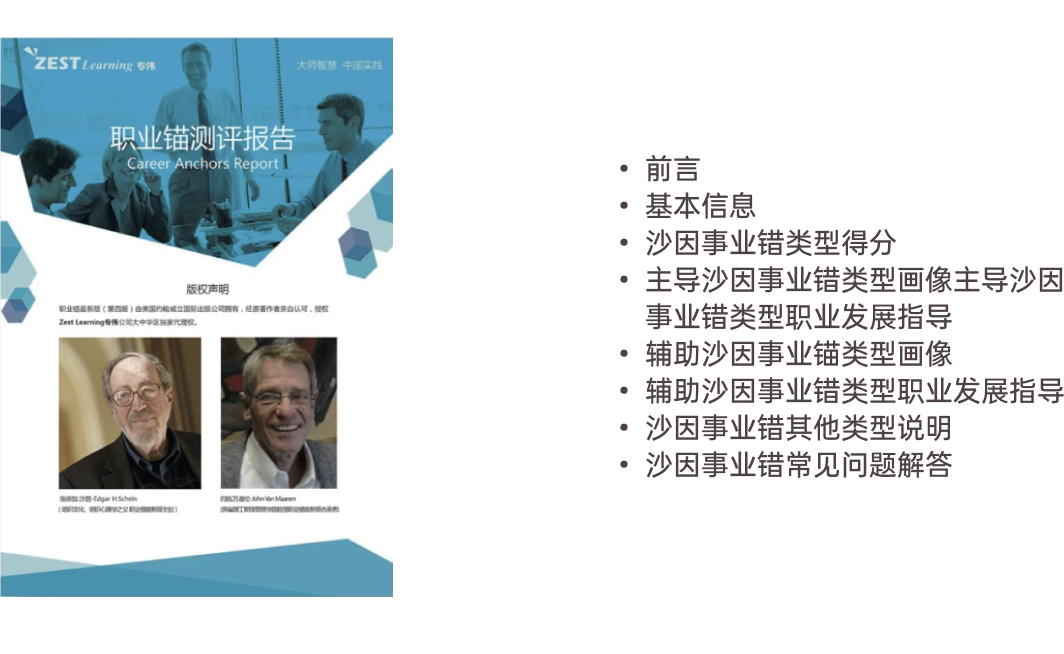 ZEST Learning 专伟
大师智慧 中国实践
职业锚测评报告
Career Anchors Report
版权声明
职业锚最新版（第四版）由美国约翰威立国际出版公司拥有，经原著作者亲自认可，授权
Zest Learning专伟公司大中华区独家代理权。
埃德加.沙因-Edgar H.Schein
约翰.万.曼伦-John Van Maarem
• 前言
• 基本信息
• 沙因事业错类型得分
• 主导沙因事业错类型画像主导沙因
事业错类型职业发展指导
• 辅助沙因事业锚类型画像
• 辅助沙因事业错类型职业发展指导
• 沙因事业错其他类型说明
• 沙因事业错常见问题解答